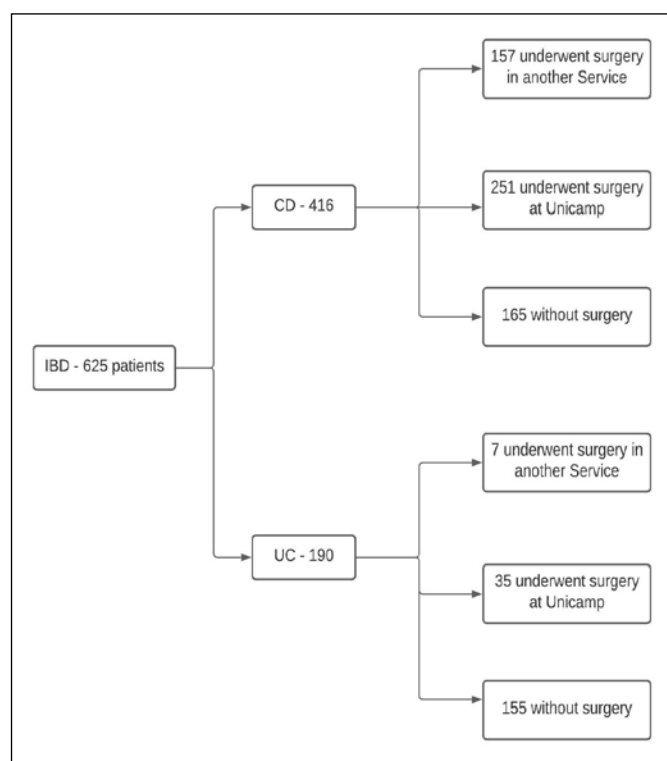 157 underwent surgery
in another Service
CD - 416
251 underwent surgery
at Unicamp
165 without surgery
IBD - 625 patients
7 underwent surgery in
another Service
UC - 190
35 underwent surgery
at Unicamp
155 without surgery